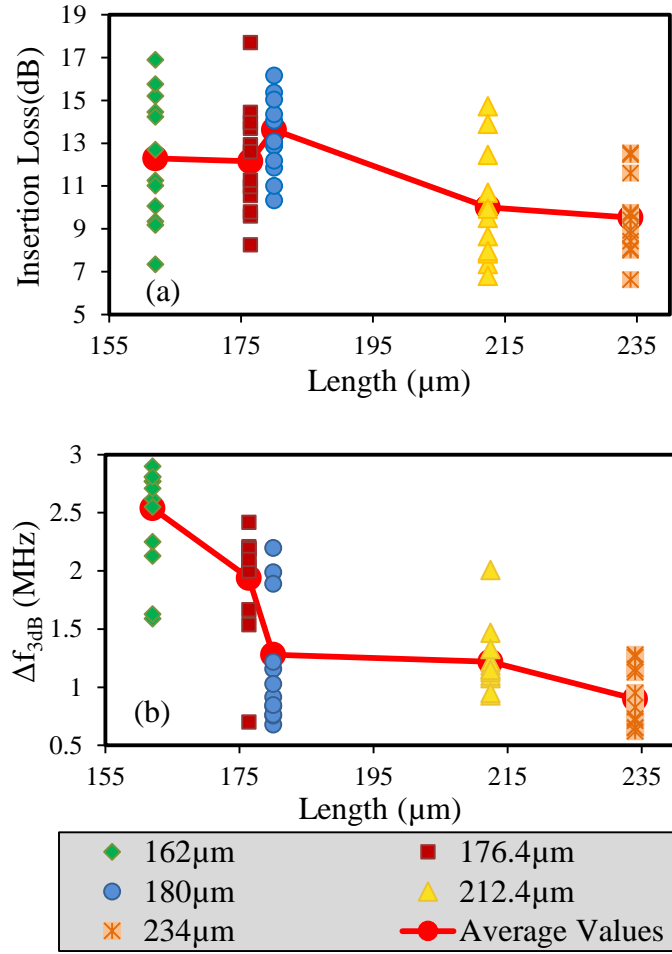 19
17
15
13
11
9
7
5
Insertion Losss(dB)
(a)
155 175 195 215 235
Length (µm)
3
2.5
2
1.5
1
0.5
Δf3dB (MHz)
(b)
155 175 195 215 235
Length (µm)
162µm 176.4µm
180µm 212.4µm
234µm Average Values